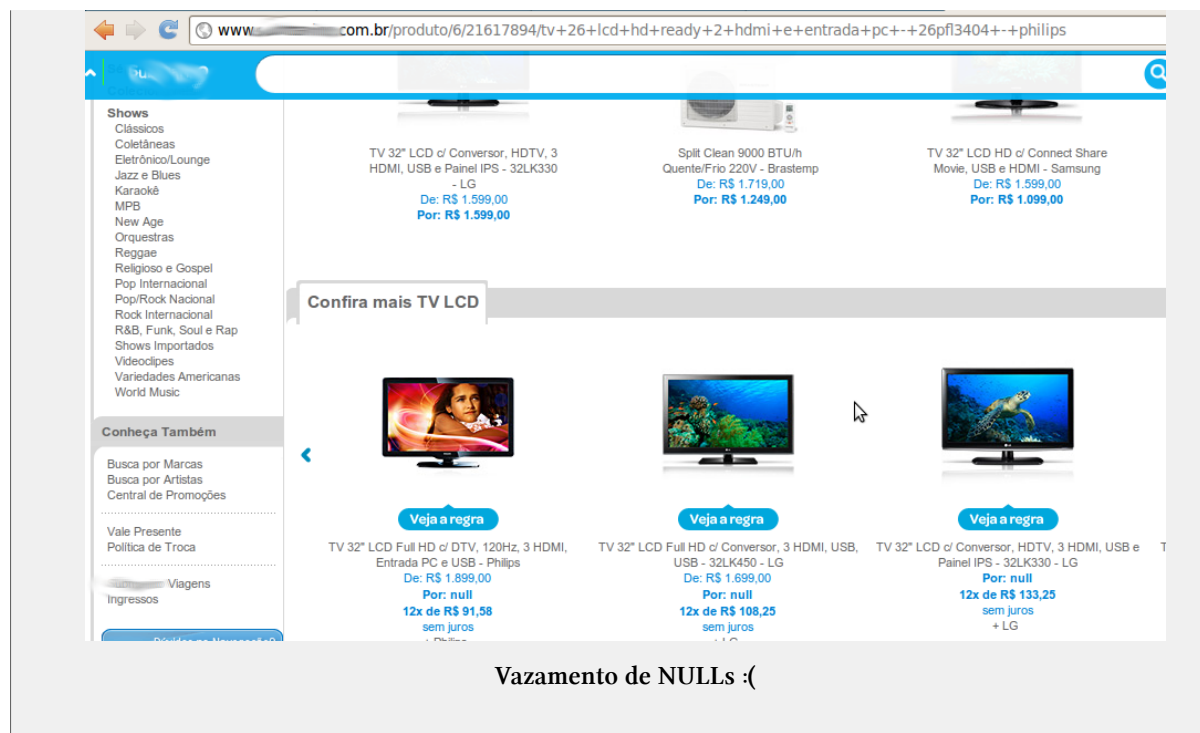 www. com.br/produto/6/21617894/tv+26+lcd+hd+ready+2+hdmi+e+entrada+pc+-+26pfl3404+-+philips
Shows
Clássicos
Coletâneas
Eletrônico/Lounge
Jazz e Blues
Karaokê
MPB
New Age
Orquestras
Reggae
Religioso e Gospel
Pop Internacional
Pop/Rock Nacional
Rock Internacional
R&B, Funk, Soul e Rap
Shows Importados
Videoclipes
Variedades Americanas
World Music
Conheça Também
Busca por Marcas
Busca por Artistas
Central de Promoções
Vale Presente
Política de Troca
Viagens
Ingressos
TV 32" LCD c/ Conversor, HDTV, 3
HDMI, USB e Painel IPS - 32LK330
- LG
De: R$ 1.599,00
Por: R$ 1.599,00
Split Clean 9000 BTU/h
Quente/Frio 220V - Brastemp
De: R$ 1.719,00
Por: R$ 1.249,00
TV 32" LCD HD c/ Connect Share
Movie, USB e HDMI - Samsung
De: R$ 1.599,00
Por: R$ 1.099,00
Confira mais TV LCD
Veja a regra
TV 32" LCD Full HD c/ DTV, 120Hz, 3 HDMI,
Entrada PC e USB - Philips
De: R$ 1.899,00
Por: null
12x de R$ 91,58
sem juros
+ Philips
Veja a regra
TV 32" LCD Full HD c/ Conversor, 3 HDMI, USB,
USB - 32LK450 - LG
De: R$ 1.699,00
Por: null
12x de R$ 108,25
sem juros
+ LG
Veja a regra
TV 32" LCD c/ Conversor, HDTV, 3 HDMI, USB e
Painel IPS - 32LK330 - LG
Por: null
12x de R$ 133,25
sem juros
+ LG
T
Vazamento de NULLs :(